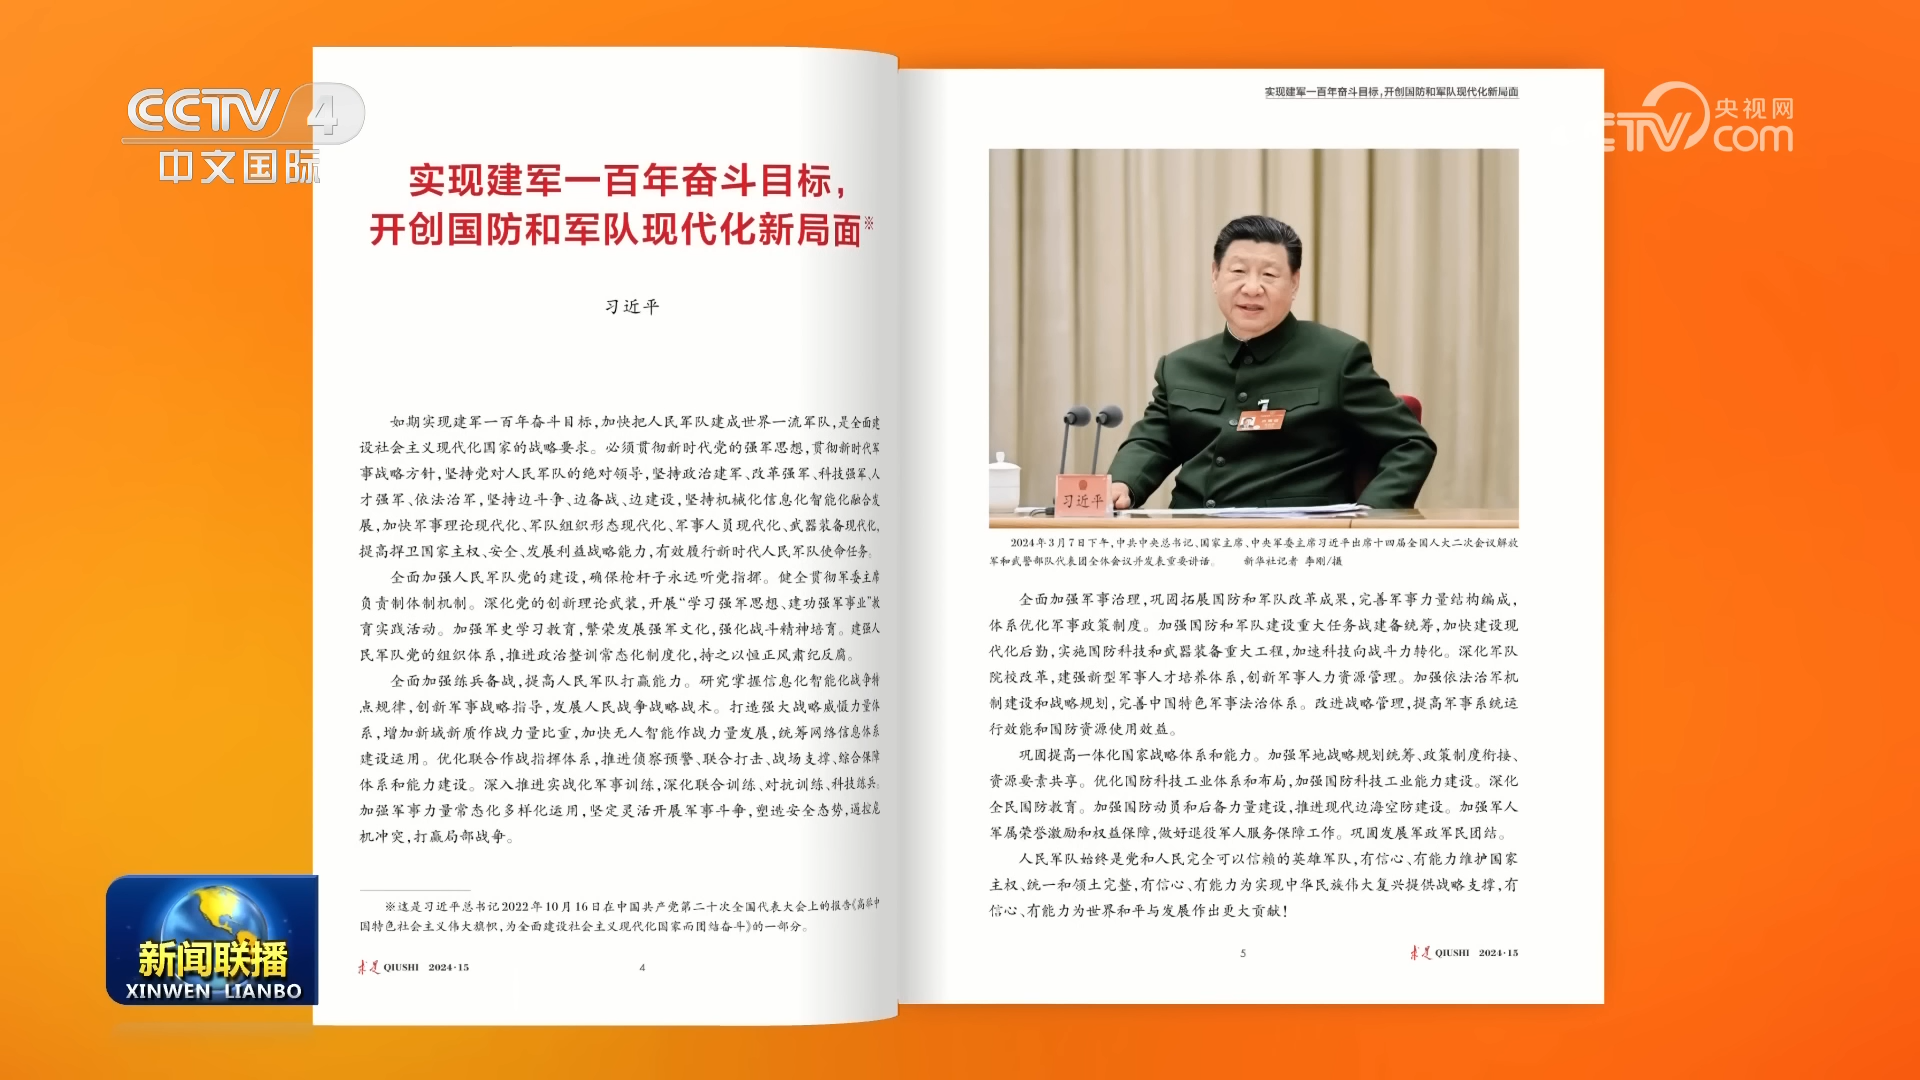 CCTV 4
中文国际
央视网
CTV com
实现建军一百年奋斗目标,
开创国防和军队现代化新局面※
习近平
如期实现建军一百年奋斗目标,加快把人民军队建成世界一流军队,是全面建
设社会主义现代化国家的战略要求。必须贯彻新时代党的强军思想,贯彻新时代军
事战略方针,坚持党对人民军队的绝对领导,坚持政治建军、改革强军、科技强军、人
才强军、依法治军,坚持边斗争、边备战、边建设,坚持机械化信息化智能化融合发
展,加快军事理论现代化、军队组织形态现代化、军事人员现代化、武器装备现代化,
提高捍卫国家主权、安全、发展利益战略能力,有效履行新时代人民军队使命任务。
全面加强人民军队党的建设,确保枪杆子永远听党指挥。健全贯彻军委主席
负责制体制机制。深化党的创新理论武装,开展“学习强军思想、建功强军事业”教
育实践活动。加强军史学习教育,繁荣发展强军文化,强化战斗精神培育。建强人
民军队党的组织体系,推进政治整训常态化制度化,持之以恒正风肃纪反腐。
全面加强练兵备战,提高人民军队打赢能力。研究掌握信息化智能化战争特
点规律,创新军事战略指导,发展人民战争战略战术。打造强大战略威慑力量体
系,增加新域新质作战力量比重,加快无人智能作战力量发展,统筹网络信息体系
建设运用。优化联合作战指挥体系,推进侦察预警、联合打击、战场支撑、综合保障
体系和能力建设。深入推进实战化军事训练,深化联合训练、对抗训练、科技练兵。
加强军事力量常态化多样化运用,坚定灵活开展军事斗争,塑造安全态势,遏控危
机冲突,打赢局部战争。
※这是习近平总书记2022年10月16日在中国共产党第二十次全国代表大会上的报告《高举中
国特色社会主义伟大旗帜,为全面建设社会主义现代化国家而团结奋斗》的一部分。
求是 QIUSHI 2024·15
4
实现建军一百年奋斗目标,开创国防和军队现代化新局面
习近平
2024年3月7日下午,中共中央总书记、国家主席、中央军委主席习近平出席十四届全国人大二次会议解放
军和武警部队代表团全体会议并发表重要讲话。 新华社记者 李刚/摄
全面加强军事治理,巩固拓展国防和军队改革成果,完善军事力量结构编成,
体系优化军事政策制度。加强国防和军队建设重大任务战建备统筹,加快建设现
代化后勤,实施国防科技和武器装备重大工程,加速科技向战斗力转化。深化军队
院校改革,建强新型军事人才培养体系,创新军事人力资源管理。加强依法治军机
制建设和战略规划,完善中国特色军事法治体系。改进战略管理,提高军事系统运
行效能和国防资源使用效益。
巩固提高一体化国家战略体系和能力。加强军地战略规划统筹、政策制度衔接、
资源要素共享。优化国防科技工业体系和布局,加强国防科技工业能力建设。深化
全民国防教育。加强国防动员和后备力量建设,推进现代边海空防建设。加强军人
军属荣誉激励和权益保障,做好退役军人服务保障工作。巩固发展军政军民团结。
人民军队始终是党和人民完全可以信赖的英雄军队,有信心、有能力维护国家
主权、统一和领土完整,有信心、有能力为实现中华民族伟大复兴提供战略支撑,有
信心、有能力为世界和平与发展作出更大贡献!
5
求是 QIUSHI 2024·15
新闻联播
XINWEN LIANBO